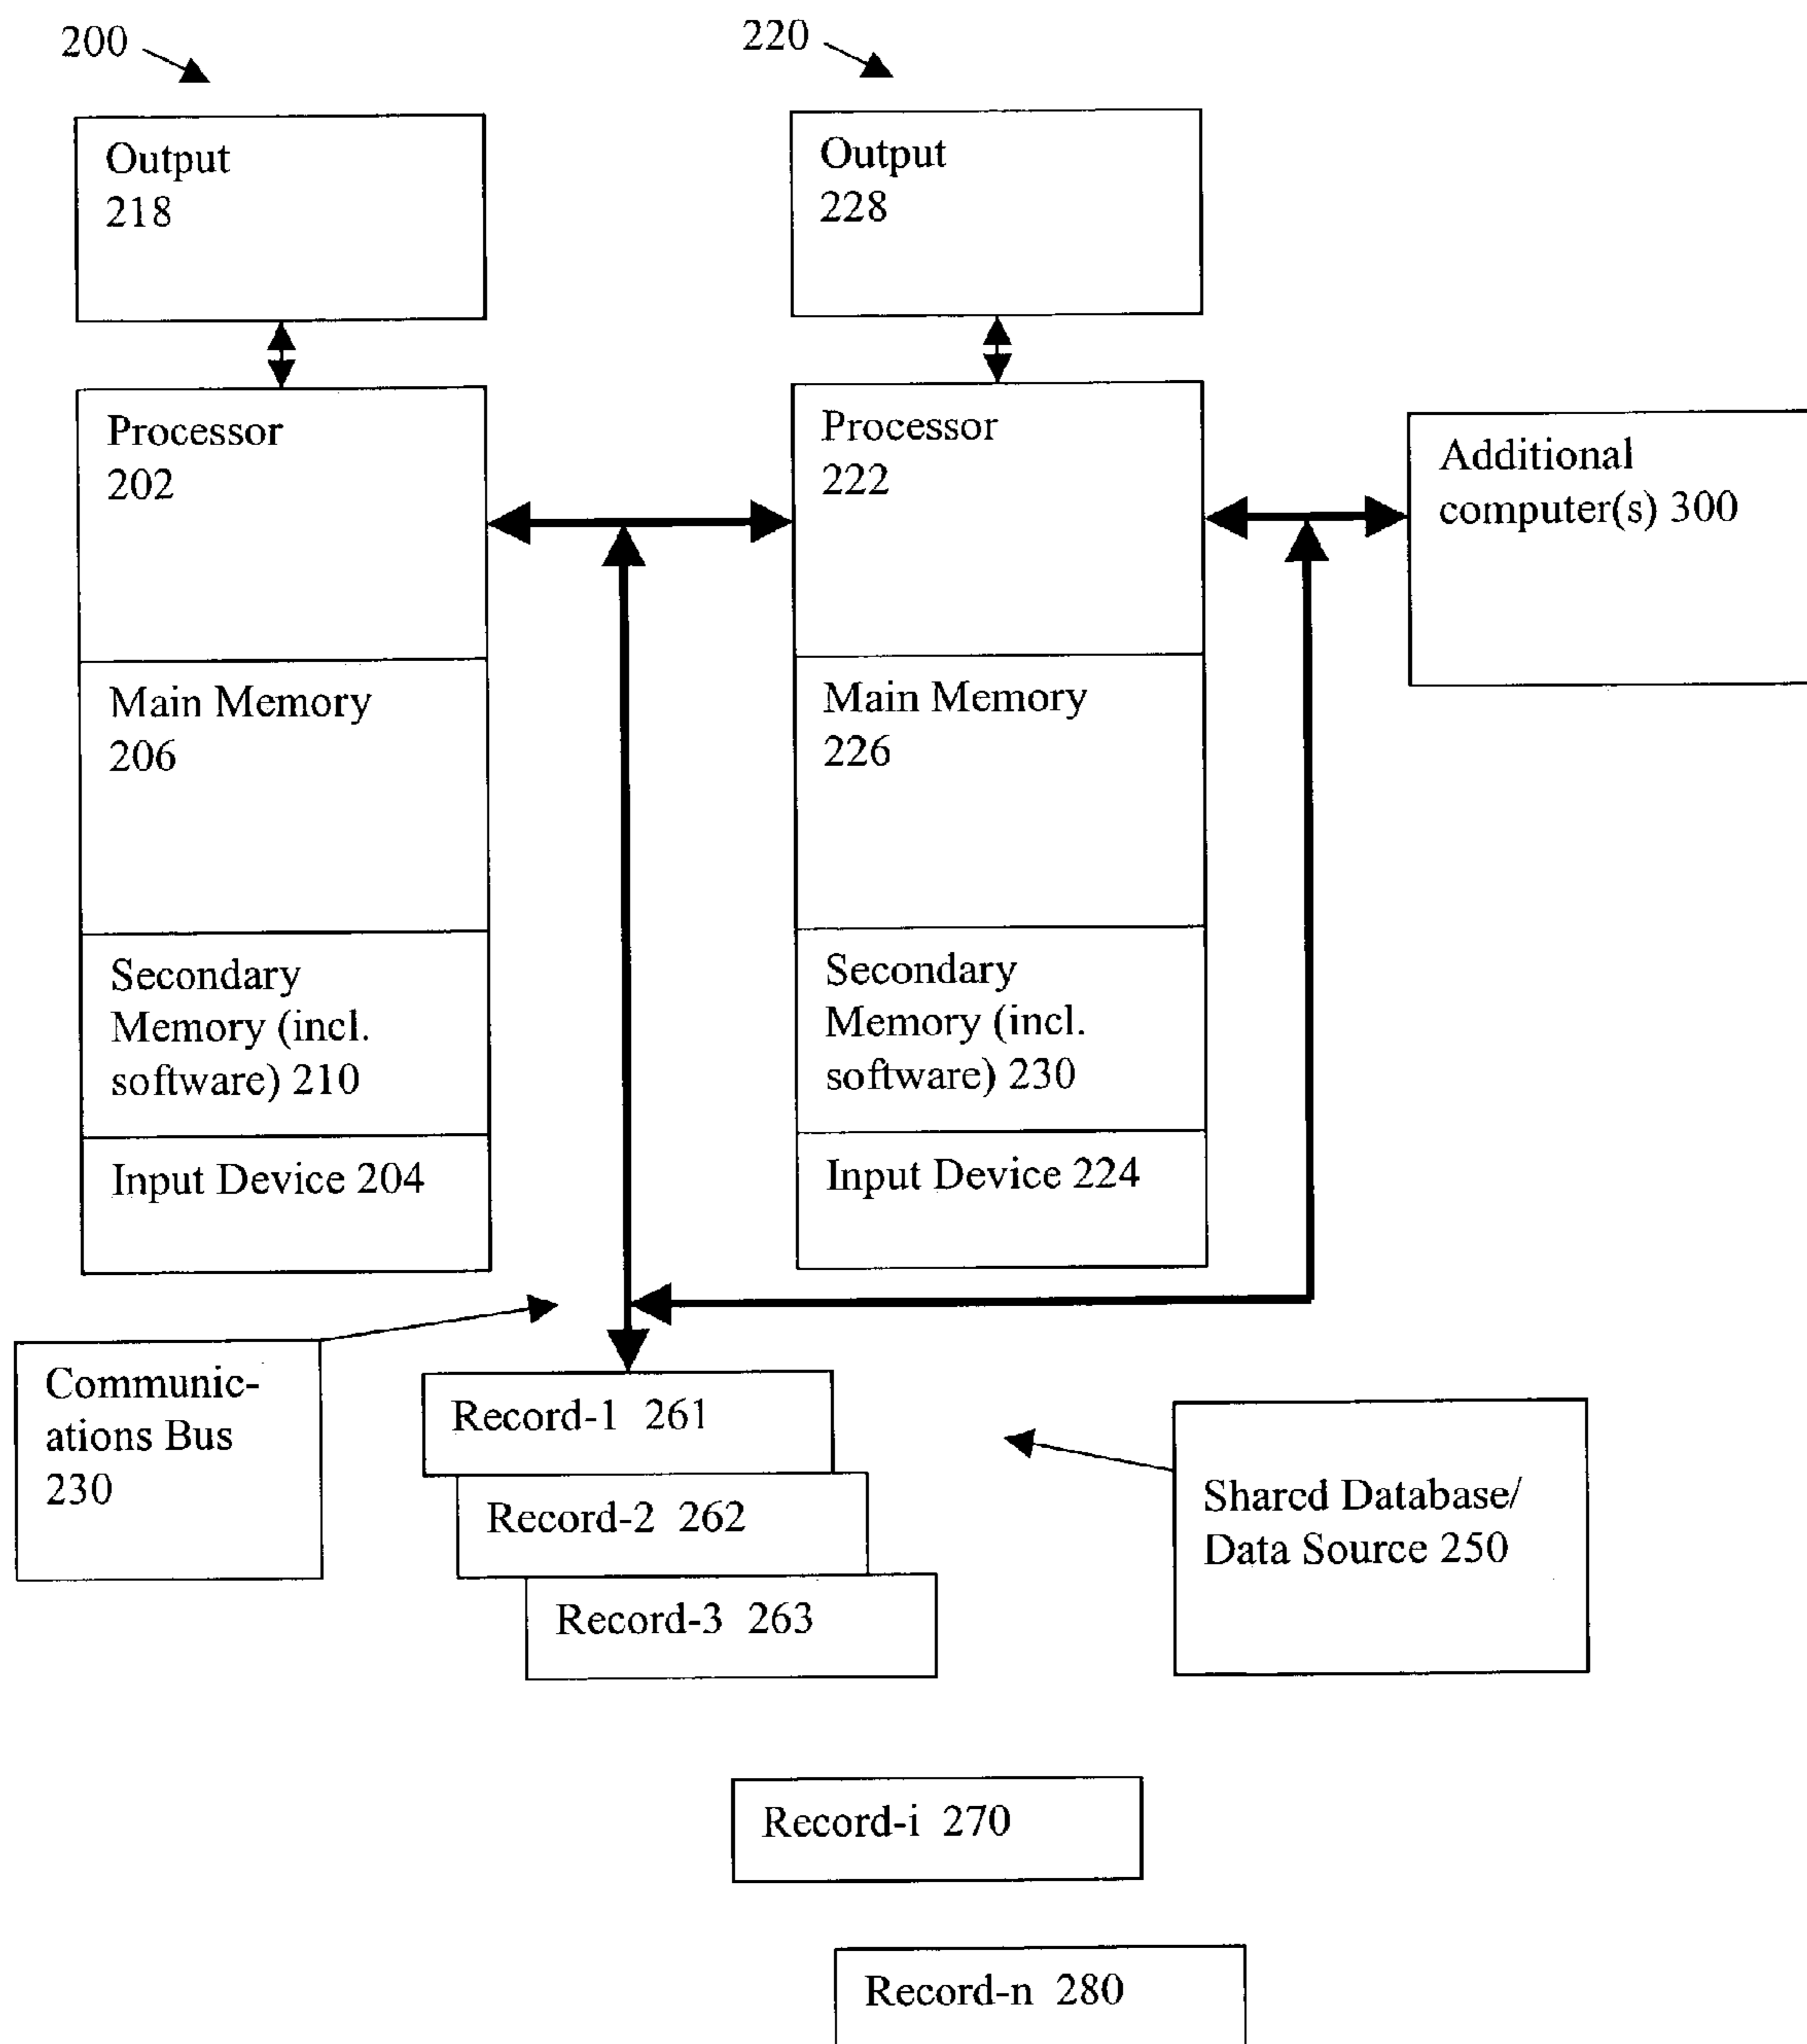 200
220
Output
218
Output
228
Processor
202
Processor
222
Additional
computer(s) 300
Main Memory
206
Main Memory
226
Secondary
Memory (incl.
software) 210
Secondary
Memory (incl.
software) 230
Input Device 204
Input Device 224
Communic-
ations Bus
230
Record-1 261
Record-2 262
Record-3 263
Shared Database/
Data Source 250
Record-i 270
Record-n 280